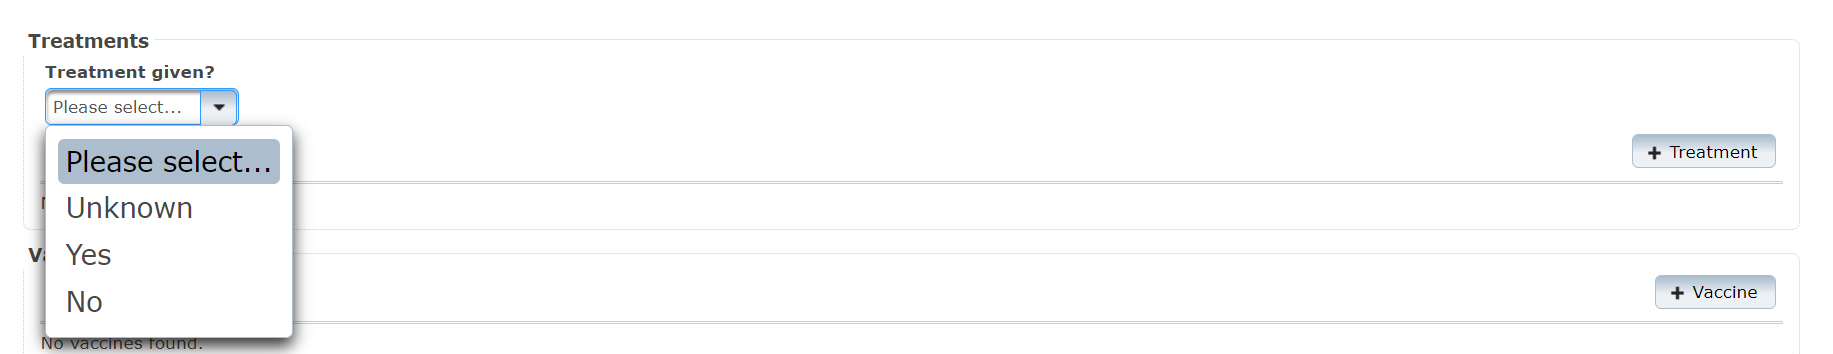 Treatments
Treatment given?
Please select...
Please select...
+ Treatment
Unknown
Yes
+ Vaccine
No
No vaccines found.